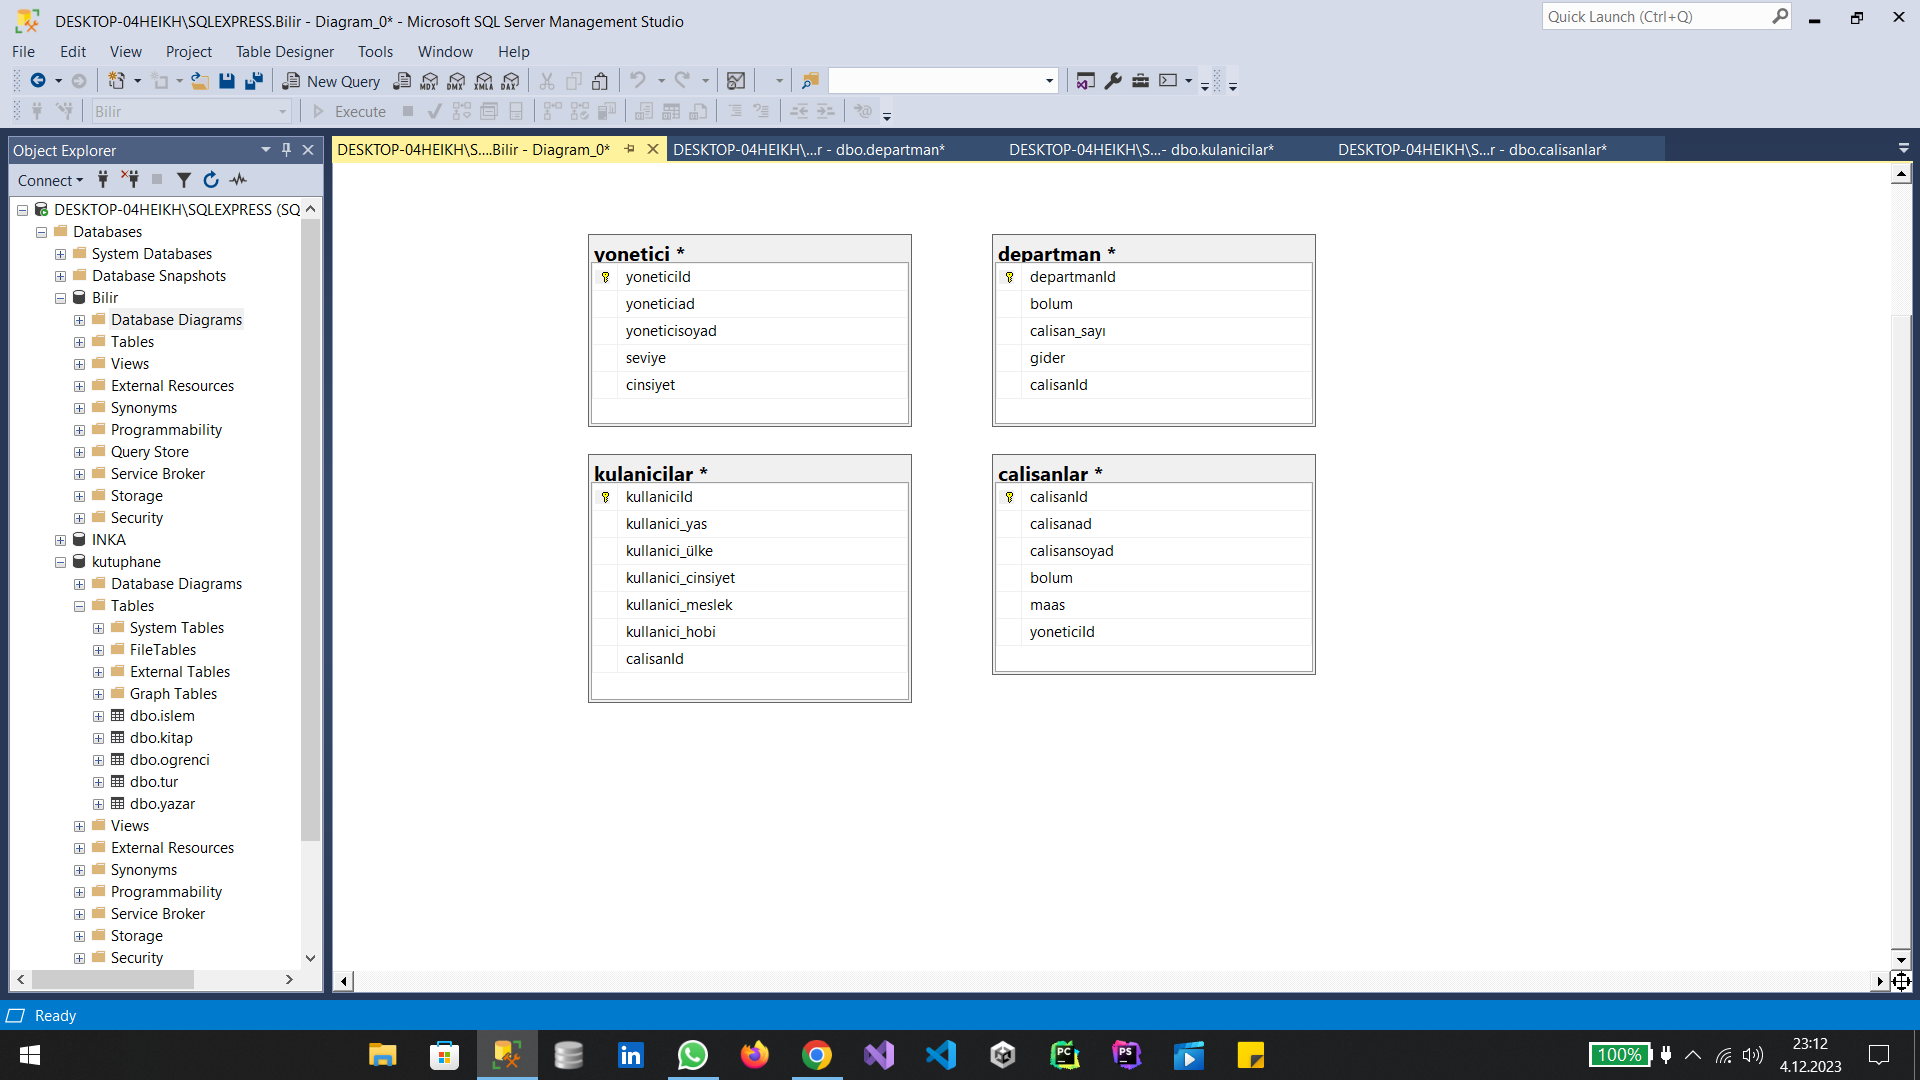 DESKTOP-04HEIKH\SQLEXPRESS.Bilir - Diagram_0* - Microsoft SQL Server Management Studio
Quick Launch (Ctrl+Q)
File Edit View Project Table Designer Tools Window Help
New Query MDX DMX XMLA DAX
Bilir Execute
Object Explorer
Connect
DESKTOP-04HEIKH\SQLEXPRESS (SQ
Databases
System Databases
Database Snapshots
Bilir
Database Diagrams
Tables
Views
External Resources
Synonyms
Programmability
Query Store
Service Broker
Storage
Security
INKA
kutuphane
Database Diagrams
Tables
System Tables
FileTables
External Tables
Graph Tables
dbo.islem
dbo.kitap
dbo.ogrenci
dbo.tur
dbo.yazar
Views
External Resources
Synonyms
Programmability
Service Broker
Storage
Security
DESKTOP-04HEIKH\S....Bilir - Diagram_0*
DESKTOP-04HEIKH\...r - dbo.departman*
DESKTOP-04HEIKH\S...- dbo.kulanicilar*
DESKTOP-04HEIKH\S...r - dbo.calisanlar*
yonetici *
yoneticiId
yoneticiad
yoneticisoyad
seviye
cinsiyet
departman *
departmanId
bolum
calisan_sayı
gider
calisanId
kulanicilar *
kullaniciId
kullanici_yas
kullanici_ülke
kullanici_cinsiyet
kullanici_meslek
kullanici_hobi
calisanId
calisanlar *
calisanId
calisanad
calisansoyad
bolum
maas
yoneticiId
Ready
PC
PS
100%
23:12
4.12.2023